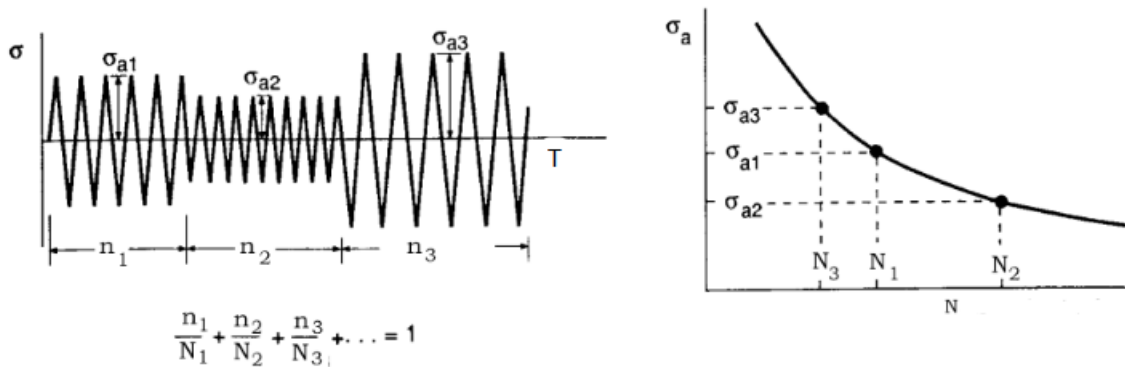 σ
σa1
σa2
σa3
T
n1
n2
n3
n1/N1 + n2/N2 + n3/N3 + . . . = 1
σa
σa3
σa1
σa2
N3 N1 N2
N